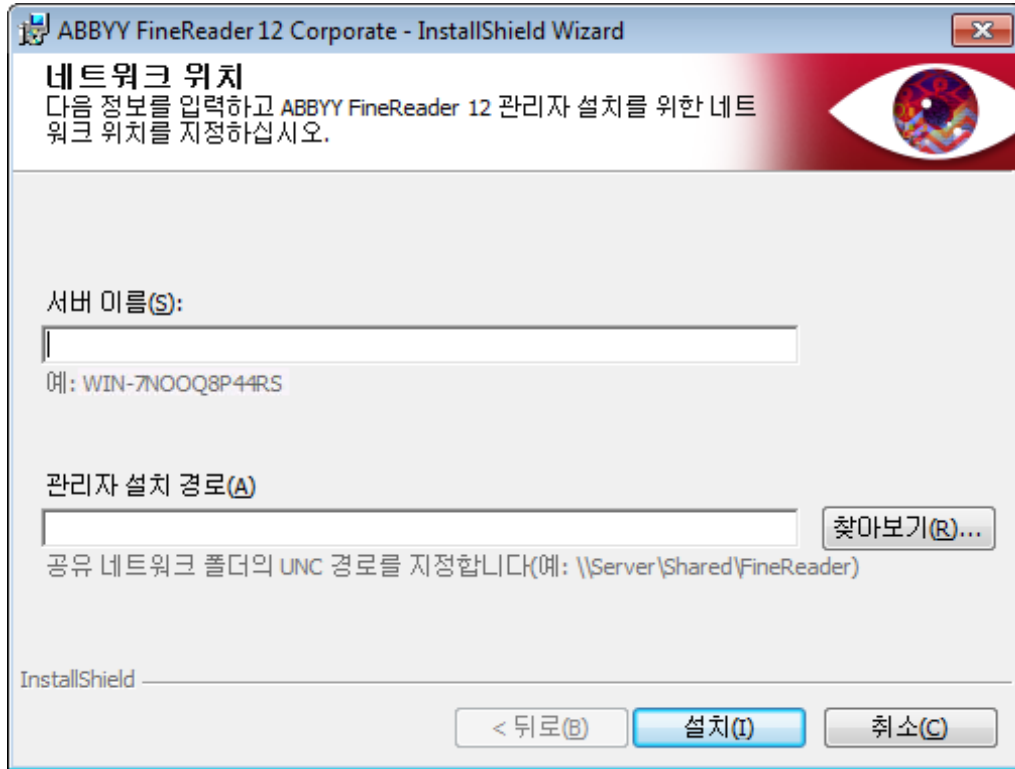 ABBYY FineReader 12 Corporate - InstallShield Wizard
네트워크 위치
다음 정보를 입력하고 ABBYY FineReader 12 관리자 설치를 위한 네트
워크 위치를 지정하십시오.
서버 이름(S):
예: WIN-7NOOQ8P44RS
관리자 설치 경로(A)
찾아보기(R)...
공유 네트워크 폴더의 UNC 경로를 지정합니다(예: \\Server\Shared\FineReader)
InstallShield
< 뒤로(B)
설치(I)
취소(C)